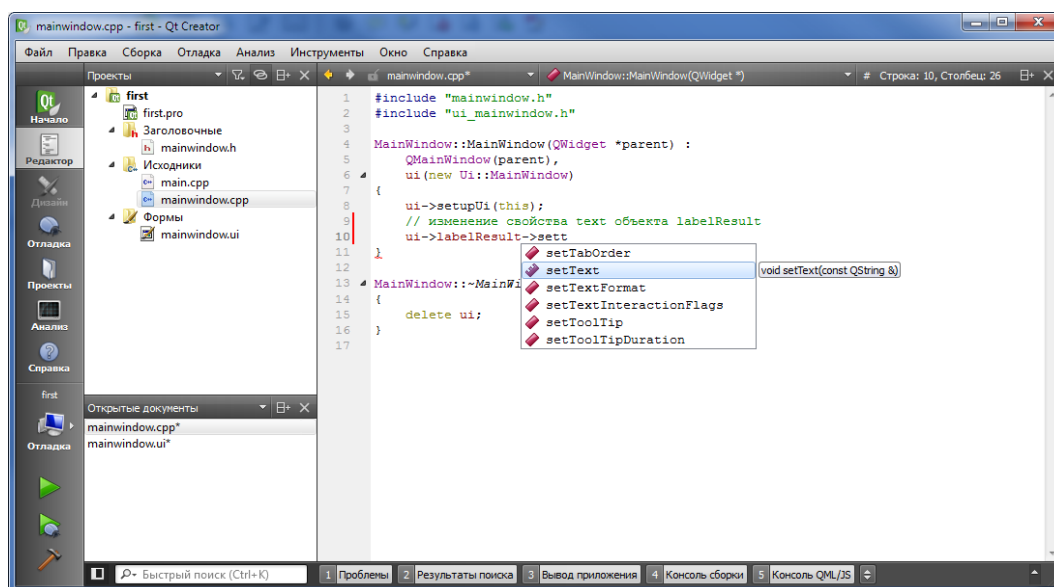 mainwindow.cpp - first - Qt Creator
Файл Правка Сборка Отладка Анализ Инструменты Окно Справка
Проекты
mainwindow.cpp*
MainWindow::MainWindow(QWidget *)
# Строка: 10, Столбец: 26
Qt
Начало
Редактор
Дизайн
Отладка
Проекты
Анализ
Справка
first
Отладка
first
first.pro
Заголовочные
mainwindow.h
Исходники
main.cpp
mainwindow.cpp
Формы
mainwindow.ui
Открытые документы
mainwindow.cpp*
mainwindow.ui*
1 #include "mainwindow.h"
2 #include "ui_mainwindow.h"
3
4 MainWindow::MainWindow(QWidget *parent) :
5 QMainWindow(parent),
6 ui(new Ui::MainWindow)
7 {
8 ui->setupUi(this);
9 // изменение свойства text объекта labelResult
10 ui->labelResult->sett
11 }
12
13 MainWindow::~MainWi
14 {
15 delete ui;
16 }
17
setTabOrder
setText
void setText(const QString &)
setTextFormat
setTextInteractionFlags
setToolTip
setToolTipDuration
Быстрый поиск (Ctrl+K)
1 Проблемы 2 Результаты поиска 3 Вывод приложения 4 Консоль сборки 5 Консоль QML/JS